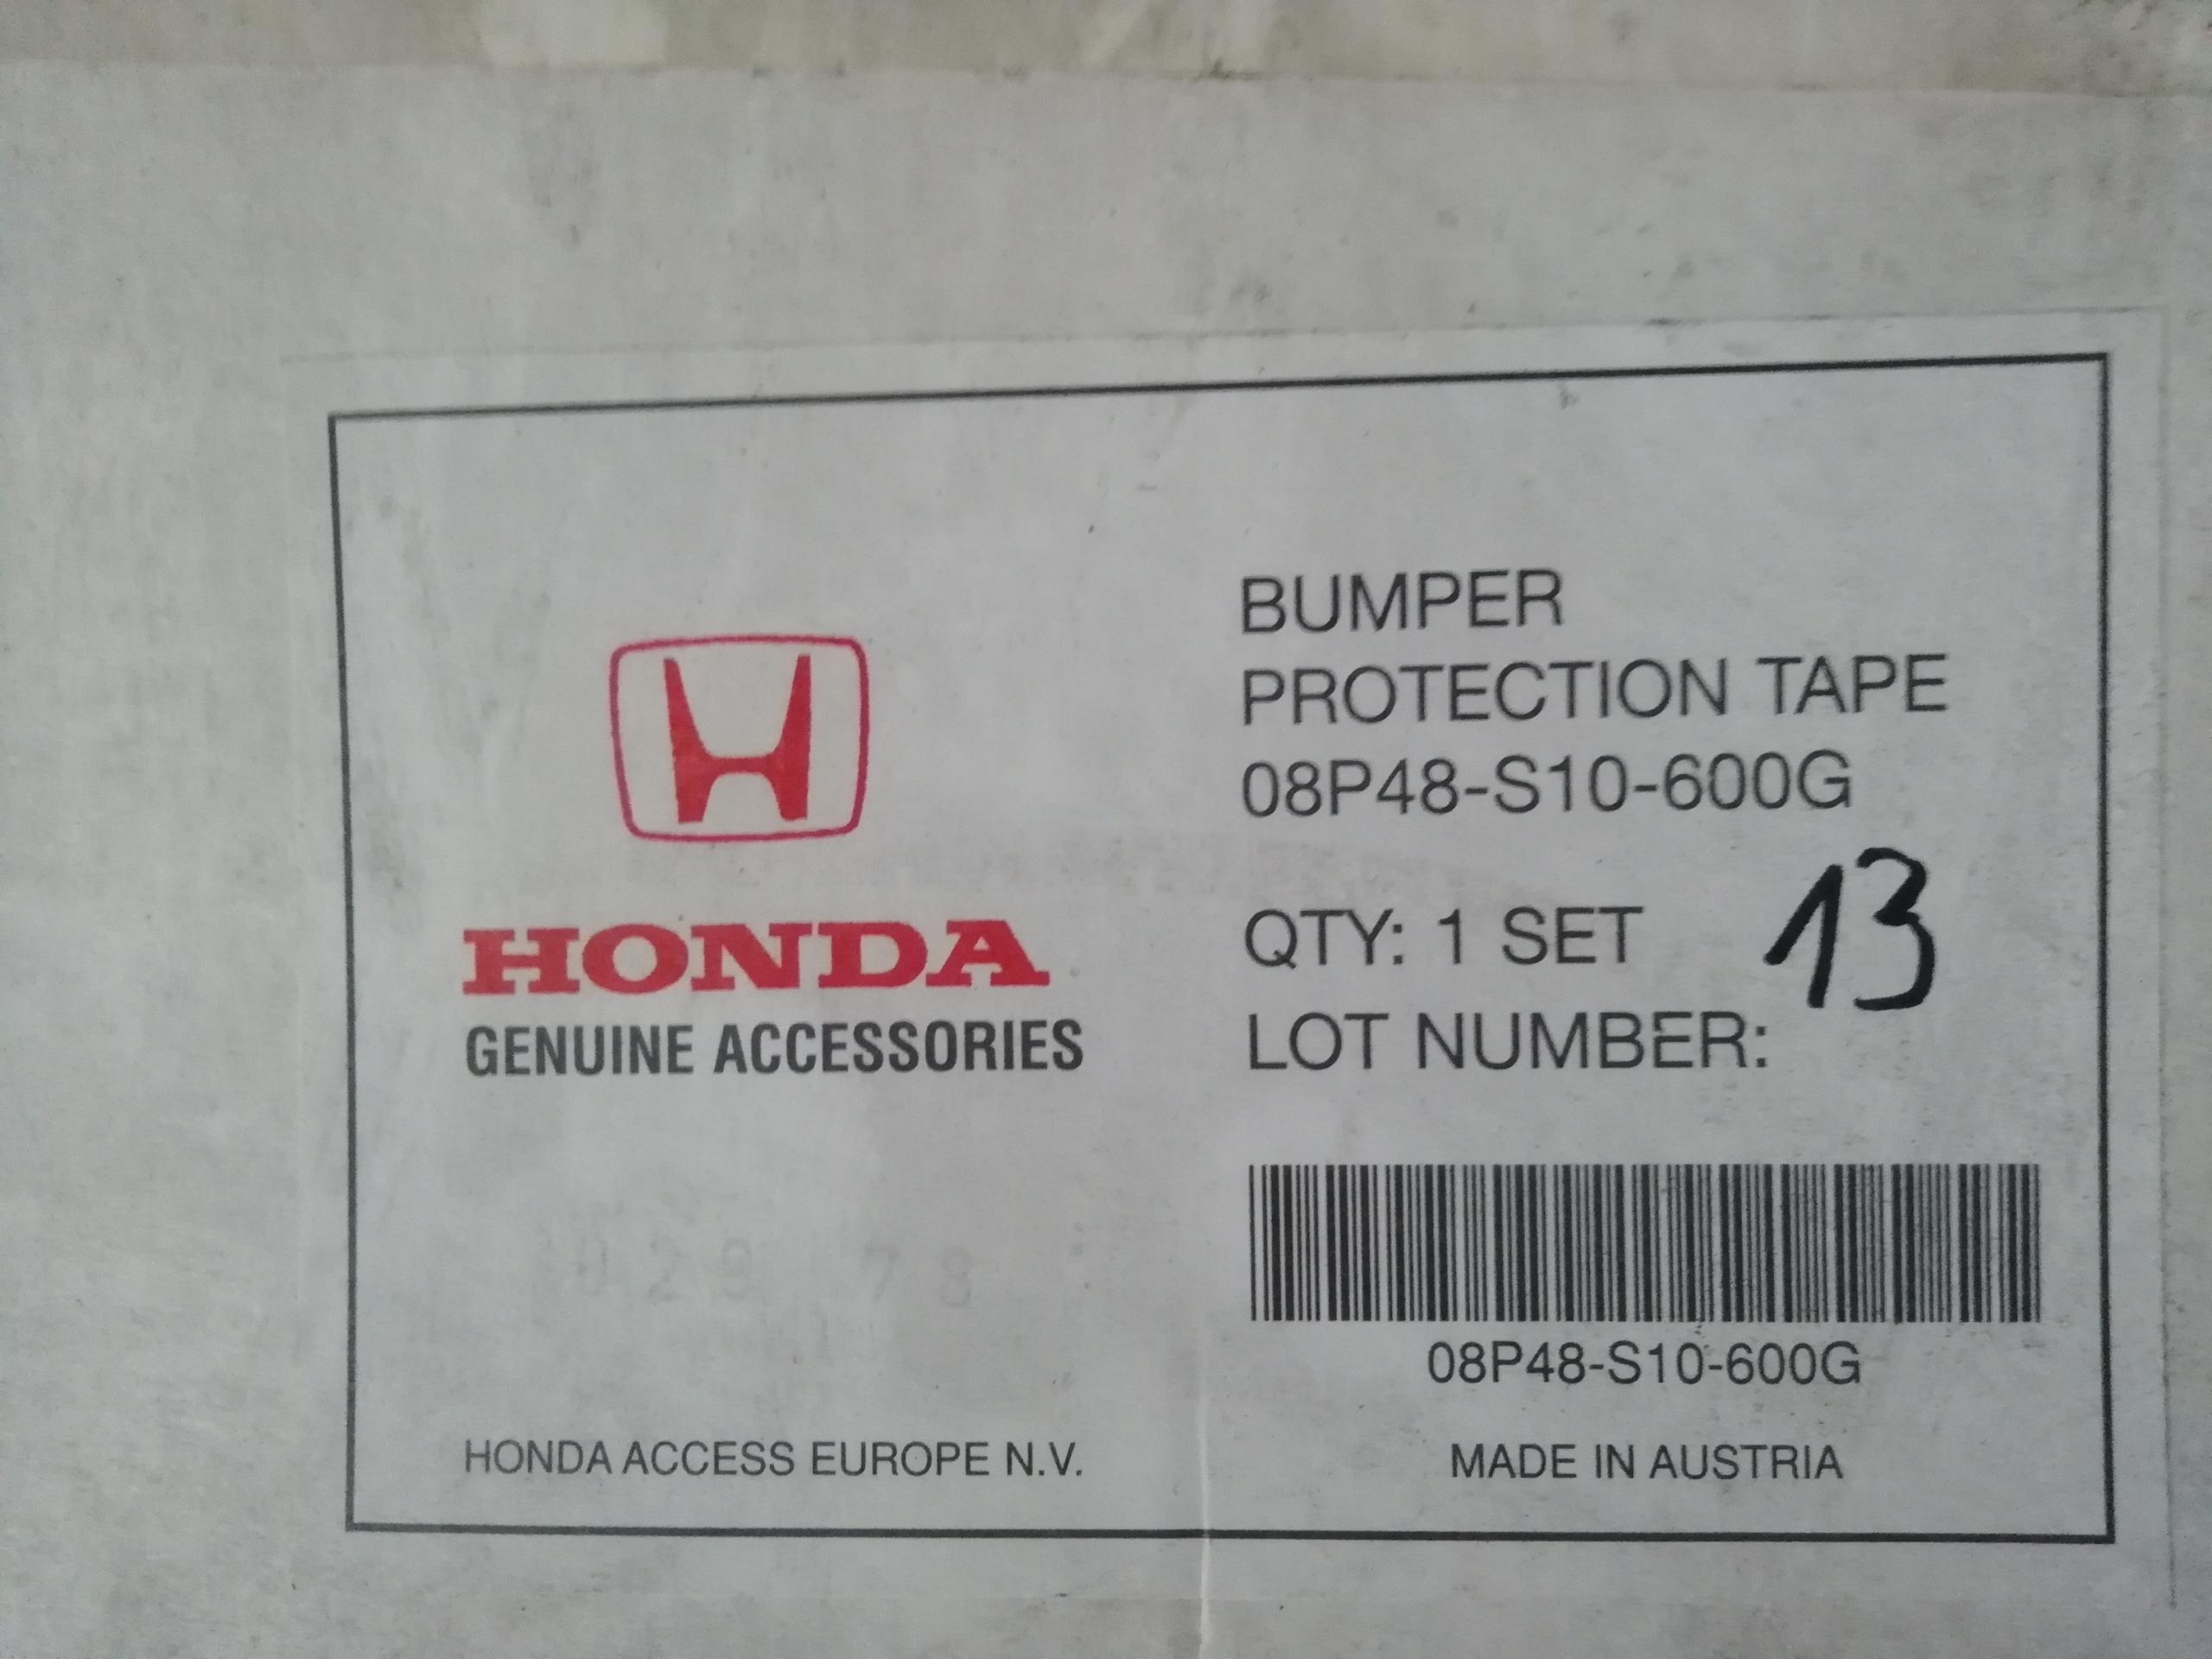 BUMPER
PROTECTION TAPE
08P48-S10-600G
QTY: 1 SET 13
LOT NUMBER:
HONDA
GENUINE ACCESSORIES
08P48-S10-600G
HONDA ACCESS EUROPE N.V.
MADE IN AUSTRIA